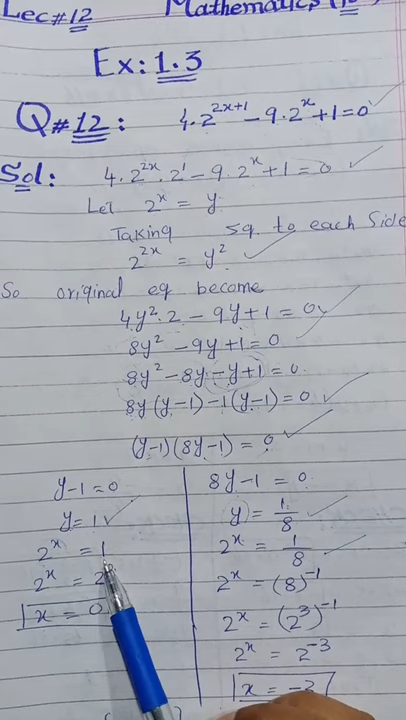 Lec#12 Mathematics (10
Ex: 1.3
Q#12: 4.2^{2x+1} - 9.2^x + 1 = 0
Sol: 4.2^{2x}.2^1 - 9.2^x + 1 = 0
Let 2^x = y
Taking sq. to each Side
2^{2x} = y^2
So original eq become
4y^2.2 - 9y + 1 = 0
8y^2 - 9y + 1 = 0
8y^2 - 8y - y + 1 = 0
8y(y-1) - 1(y-1) = 0
(y-1)(8y-1) = 0
y-1 = 0
y = 1
2^x = 1
2^x = 2
x = 0
8y-1 = 0
y = 1/8
2^x = 1/8
2^x = (8)^{-1}
2^x = (2^3)^{-1}
2^x = 2^{-3}
x = -3